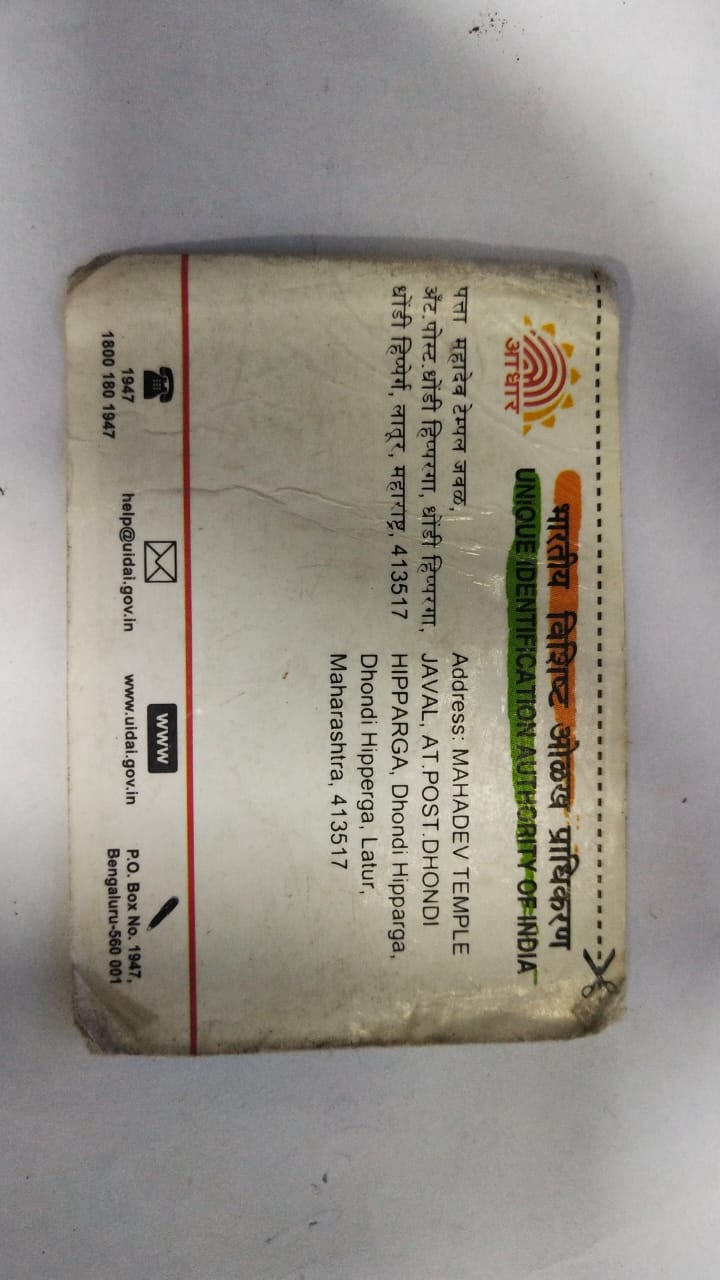 भारतीय विशिष्ट ओळख प्राधिकरण
UNIQUE IDENTIFICATION AUTHORITY OF INDIA
आधार
पत्ता महादेव टेम्पल जवळ,
अँट.पोस्ट.धोंडी हिप्परगा, धोंडी हिप्परगा,
धोंडी हिप्पेर्ग, लातूर, महाराष्ट्र, 413517
Address: MAHADEV TEMPLE
JAVAL, AT.POST.DHONDI
HIPPARGA, Dhondi Hipparga,
Dhondi Hipperga, Latur,
Maharashtra, 413517
1947
1800 180 1947
help@uidai.gov.in
WWW
www.uidai.gov.in
P.O. Box No. 1947,
Bengaluru-560 001